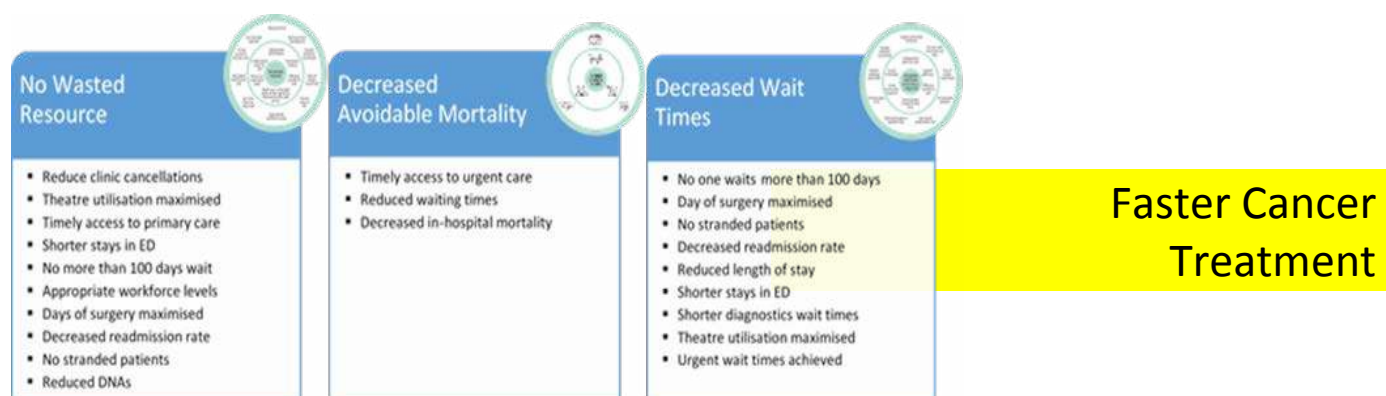 No Wasted
Resource
▪ Reduce clinic cancellations
▪ Theatre utilisation maximised
▪ Timely access to primary care
▪ Shorter stays in ED
▪ No more than 100 days wait
▪ Appropriate workforce levels
▪ Days of surgery maximised
▪ Decreased readmission rate
▪ No stranded patients
▪ Reduced DNAs
Decreased
Avoidable Mortality
▪ Timely access to urgent care
▪ Reduced waiting times
▪ Decreased in-hospital mortality
Decreased Wait
Times
▪ No one waits more than 100 days
▪ Day of surgery maximised
▪ No stranded patients
▪ Decreased readmission rate
▪ Reduced length of stay
▪ Shorter stays in ED
▪ Shorter diagnostics wait times
▪ Theatre utilisation maximised
▪ Urgent wait times achieved
Faster Cancer
Treatment